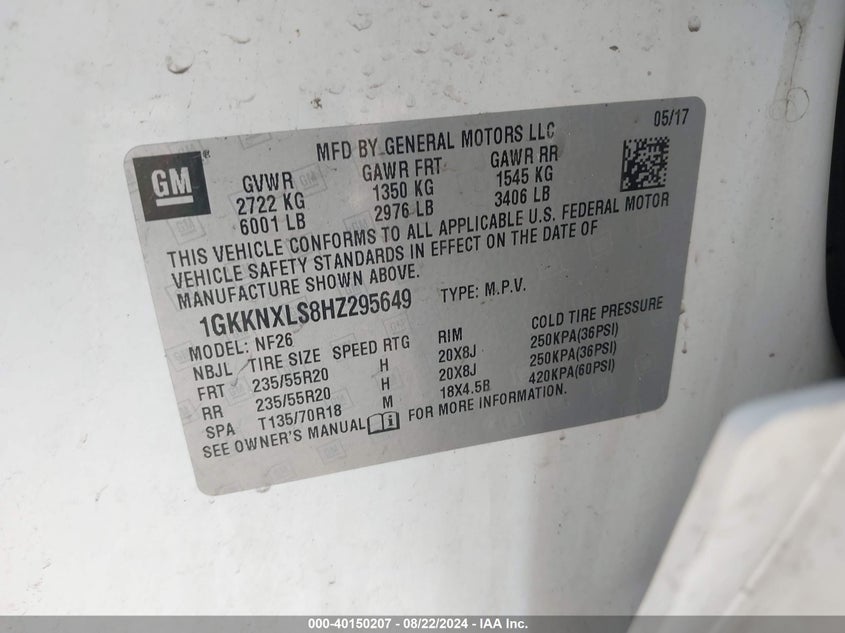 05/17
MFD BY GENERAL MOTORS LLC
GM®
GVWR GAWR FRT GAWR RR
2722 KG 1350 KG 1545 KG
6001 LB 2976 LB 3406 LB
THIS VEHICLE CONFORMS TO ALL APPLICABLE U.S. FEDERAL MOTOR
VEHICLE SAFETY STANDARDS IN EFFECT ON THE DATE OF
MANUFACTURE SHOWN ABOVE.
1GKKNXLS8HZ295649 TYPE: M.P.V.
MODEL: NF26
NBJL TIRE SIZE SPEED RTG RIM COLD TIRE PRESSURE
FRT 235/55R20 H 20X8J 250KPA(36PSI)
RR 235/55R20 H 20X8J 250KPA(36PSI)
SPA T135/70R18 M 18X4.5B 420KPA(60PSI)
SEE OWNER'S MANUAL FOR MORE INFORMATION.
000-40150207 - 08/22/2024 - IAA Inc.